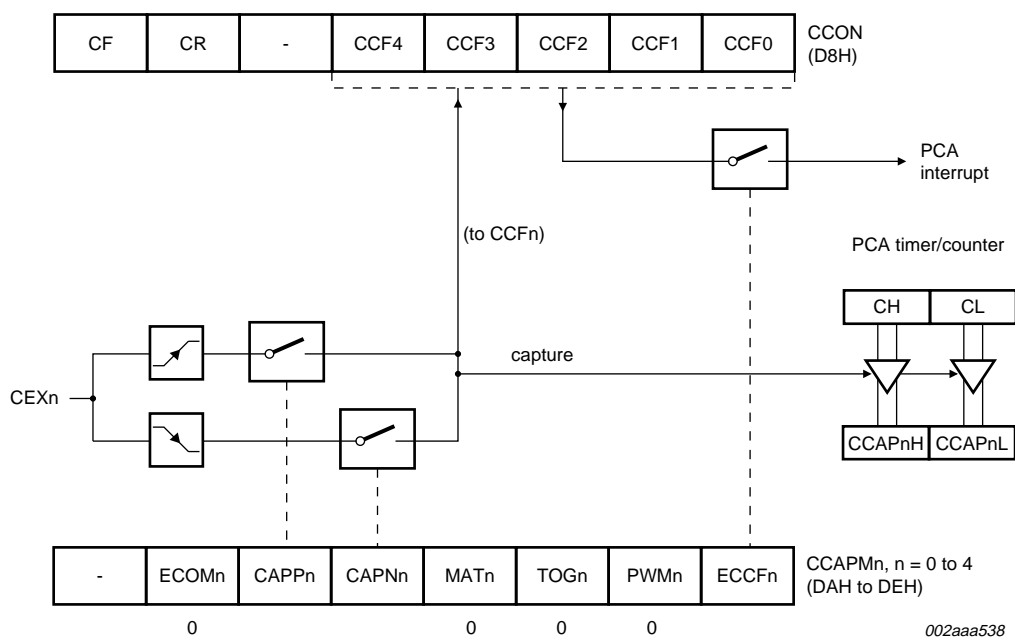 CF CR - CCF4 CCF3 CCF2 CCF1 CCF0
CCON
(D8H)
PCA
interrupt
(to CCFn)
PCA timer/counter
CH CL
capture
CEXn
CCAPnH CCAPnL
- ECOMn CAPPn CAPNn MATn TOGn PWMn ECCFn
CCAPMn, n = 0 to 4
(DAH to DEH)
0 0 0 0
002aaa538